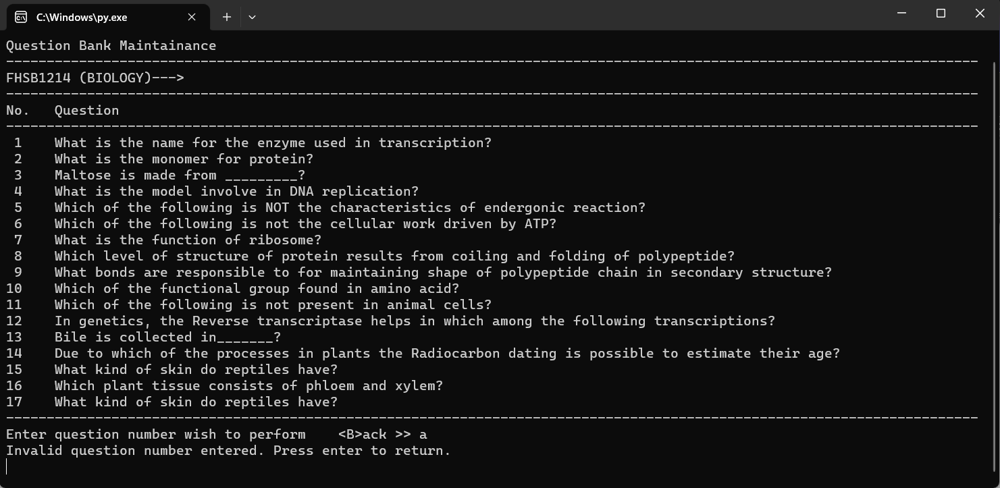 C:\Windows\py.exe
Question Bank Maintainance
------------------------------------------------------------------------------------------------------------------------
FHSB1214 (BIOLOGY)--->
------------------------------------------------------------------------------------------------------------------------
No.   Question
------------------------------------------------------------------------------------------------------------------------
 1    What is the name for the enzyme used in transcription?
 2    What is the monomer for protein?
 3    Maltose is made from _________?
 4    What is the model involve in DNA replication?
 5    Which of the following is NOT the characteristics of endergonic reaction?
 6    Which of the following is not the cellular work driven by ATP?
 7    What is the function of ribosome?
 8    Which level of structure of protein results from coiling and folding of polypeptide?
 9    What bonds are responsible to for maintaining shape of polypeptide chain in secondary structure?
10    Which of the functional group found in amino acid?
11    Which of the following is not present in animal cells?
12    In genetics, the Reverse transcriptase helps in which among the following transcriptions?
13    Bile is collected in_______?
14    Due to which of the processes in plants the Radiocarbon dating is possible to estimate their age?
15    What kind of skin do reptiles have?
16    Which plant tissue consists of phloem and xylem?
17    What kind of skin do reptiles have?
------------------------------------------------------------------------------------------------------------------------
Enter question number wish to perform    <B>ack >> a
Invalid question number entered. Press enter to return.